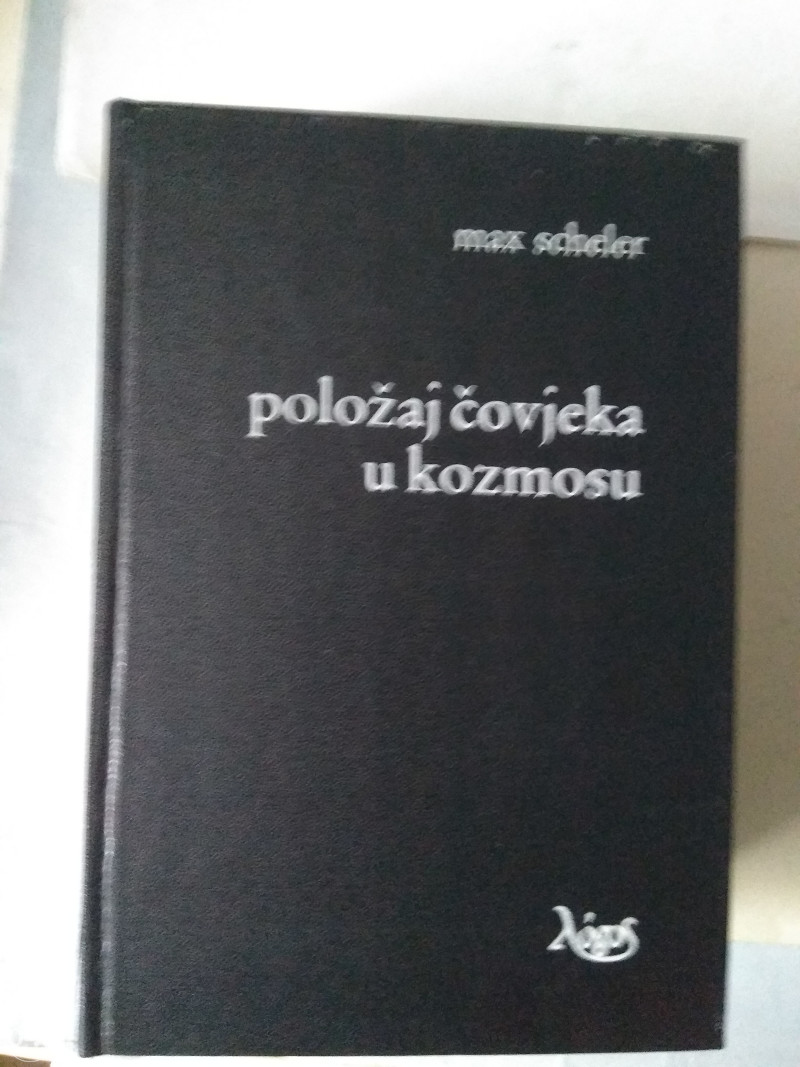 max scheler
položaj čovjeka
u kozmosu
λόγος